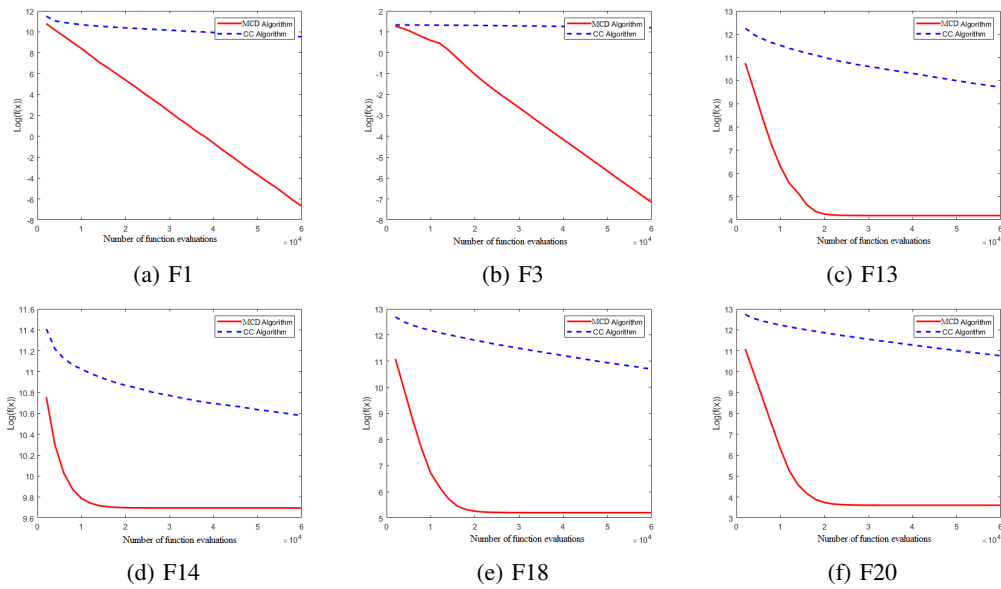 12
10
8
6
4
2
0
-2
-4
-6
-8
Log(f(x))
MCD Algorithm
CC Algorithm
0 1 2 3 4 5 6
× 10^4
Number of function evaluations
(a) F1
2
1
0
-1
-2
-3
-4
-5
-6
-7
-8
Log(f(x))
MCD Algorithm
CC Algorithm
0 1 2 3 4 5 6
× 10^4
Number of function evaluations
(b) F3
13
12
11
10
9
8
7
6
5
4
Log(f(x))
MCD Algorithm
CC Algorithm
0 1 2 3 4 5 6
× 10^4
Number of function evaluations
(c) F13
11.6
11.4
11.2
11
10.8
10.6
10.4
10.2
10
9.8
9.6
Log(f(x))
MCD Algorithm
CC Algorithm
0 1 2 3 4 5 6
× 10^4
Number of function evaluations
(d) F14
13
12
11
10
9
8
7
6
5
Log(f(x))
MCD Algorithm
CC Algorithm
0 1 2 3 4 5 6
× 10^4
Number of function evaluations
(e) F18
13
12
11
10
9
8
7
6
5
4
3
Log(f(x))
MCD Algorithm
CC Algorithm
0 1 2 3 4 5 6
× 10^4
Number of function evaluations
(f) F20